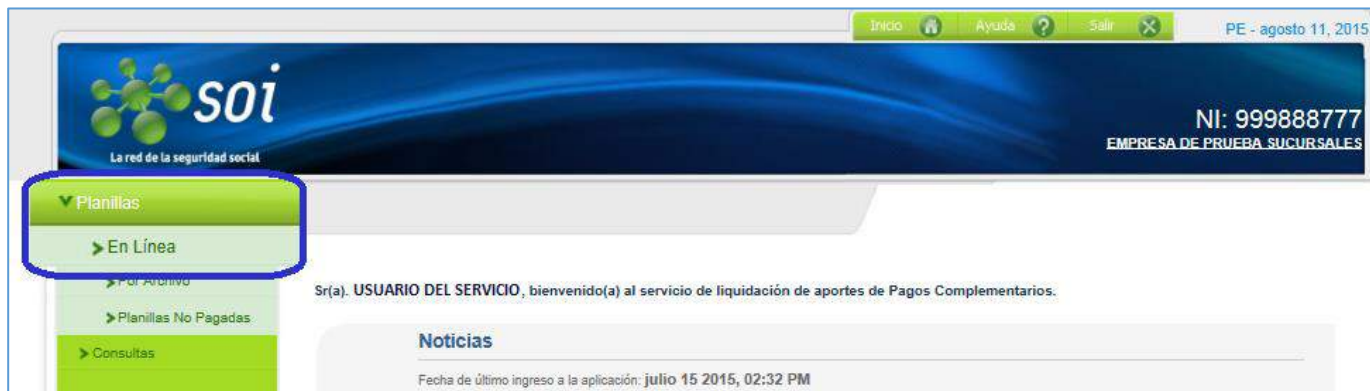 Inicio Ayuda ? Salir PE - agosto 11, 2015
soi
La red de la seguridad social
NI: 999888777
EMPRESA DE PRUEBA SUCURSALES
Planillas
En Línea
Por Archivo
Sr(a). USUARIO DEL SERVICIO, bienvenido(a) al servicio de liquidación de aportes de Pagos Complementarios.
Planillas No Pagadas
Noticias
Consultas
Fecha de último ingreso a la aplicación: julio 15 2015, 02:32 PM